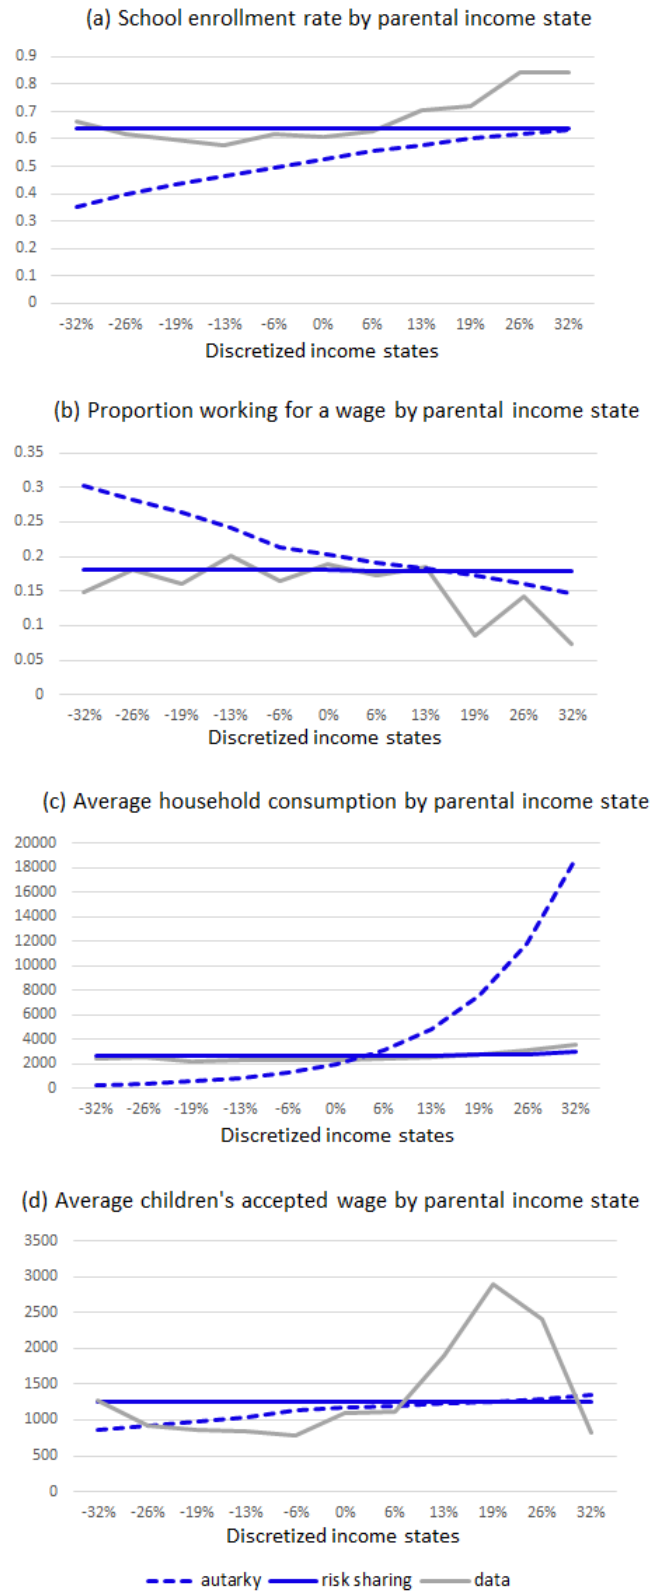 (a) School enrollment rate by parental income state
0.9
0.8
0.7
0.6
0.5
0.4
0.3
0.2
0.1
0
-32% -26% -19% -13% -6% 0% 6% 13% 19% 26% 32%
Discretized income states
(b) Proportion working for a wage by parental income state
0.35
0.3
0.25
0.2
0.15
0.1
0.05
0
-32% -26% -19% -13% -6% 0% 6% 13% 19% 26% 32%
Discretized income states
(c) Average household consumption by parental income state
20000
18000
16000
14000
12000
10000
8000
6000
4000
2000
0
-32% -26% -19% -13% -6% 0% 6% 13% 19% 26% 32%
Discretized income states
(d) Average children's accepted wage by parental income state
3500
3000
2500
2000
1500
1000
500
0
-32% -26% -19% -13% -6% 0% 6% 13% 19% 26% 32%
Discretized income states
autarky risk sharing data